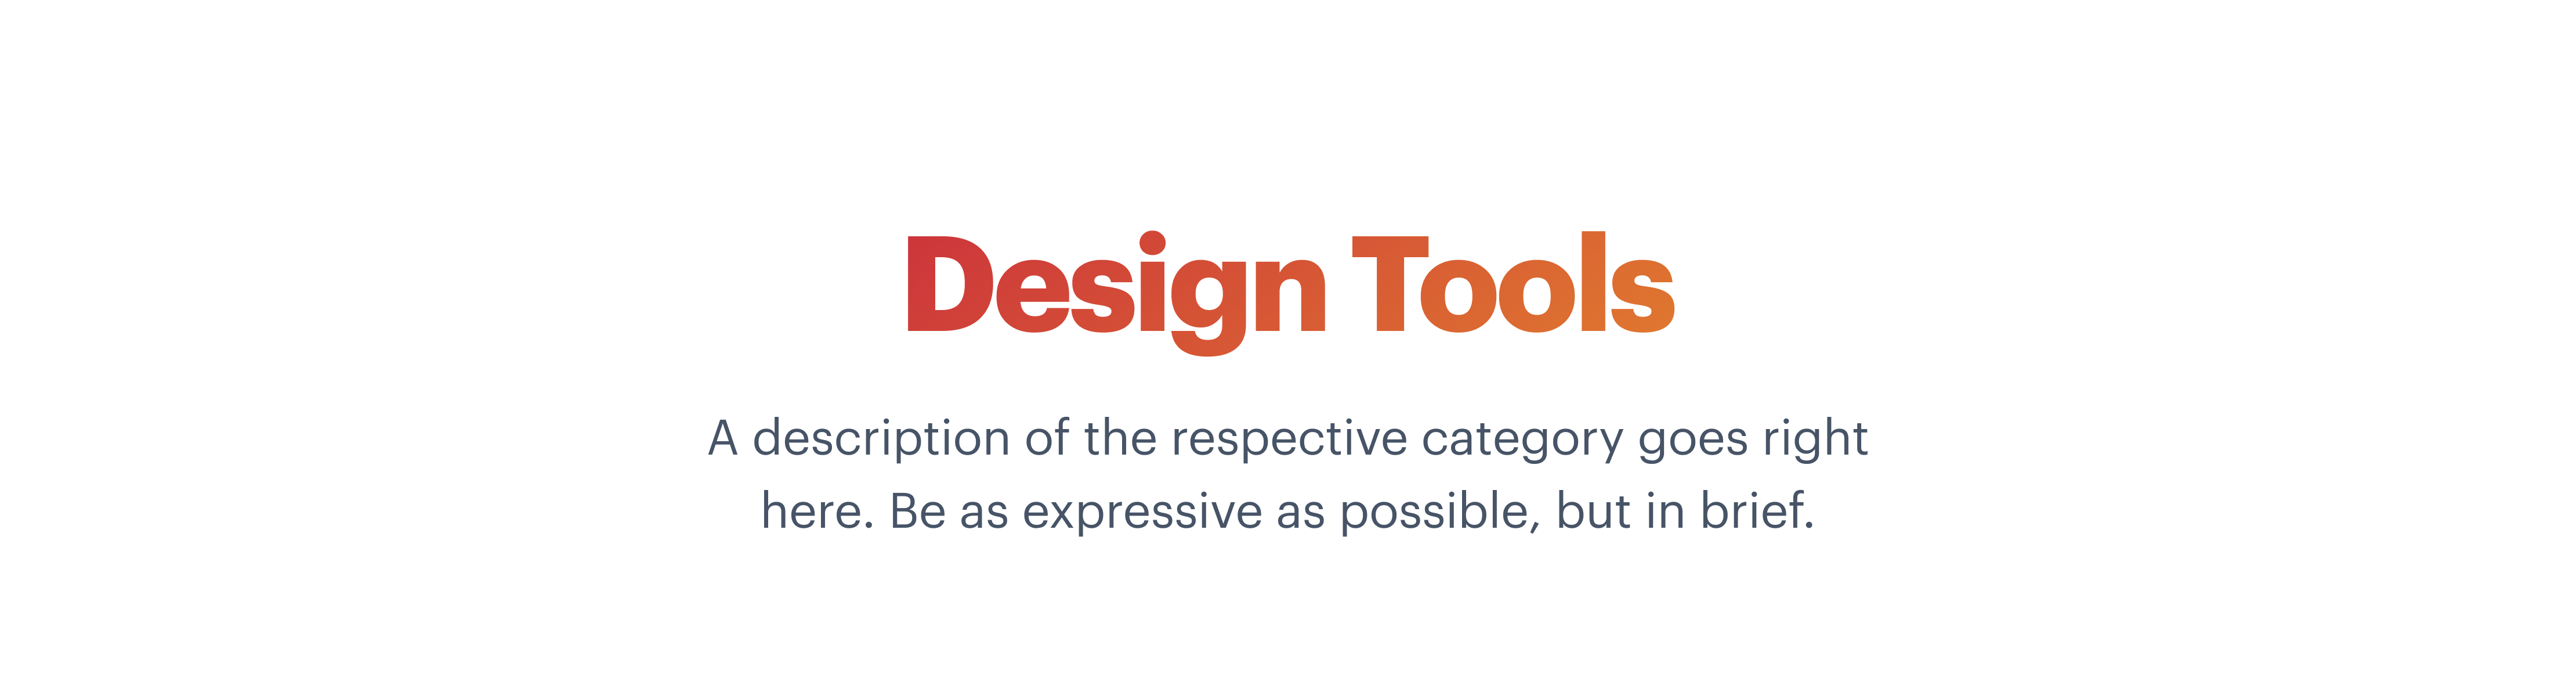 Design Tools
A description of the respective category goes right
here. Be as expressive as possible, but in brief.